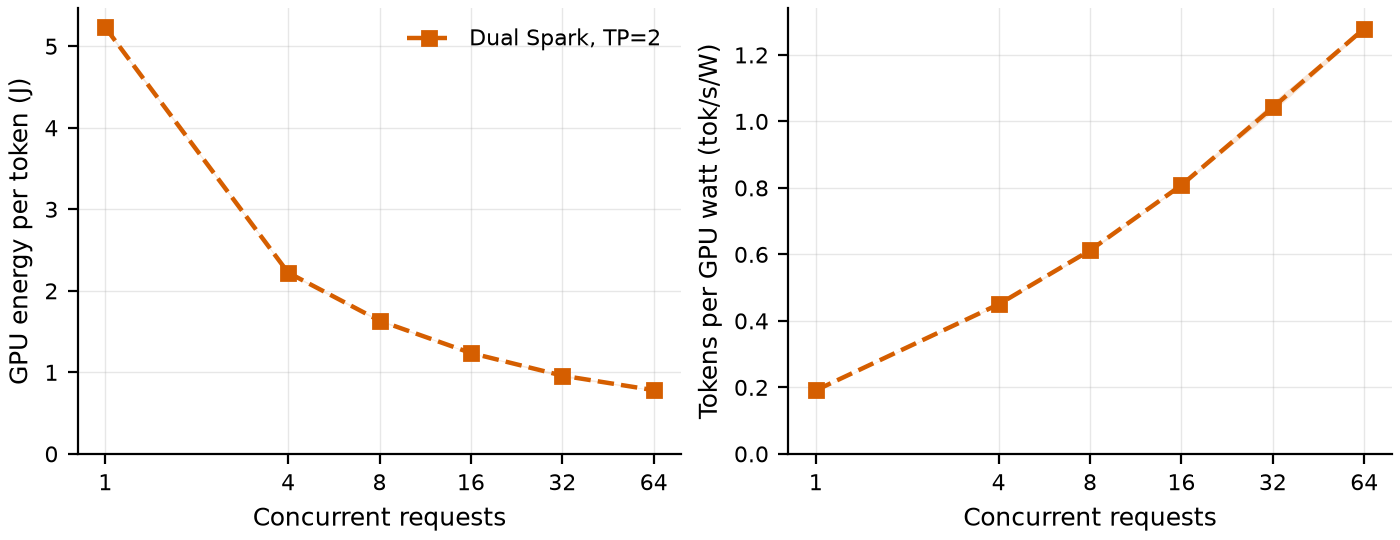 GPU energy per token (J)
5
4
3
2
1
0
Dual Spark, TP=2
1 4 8 16 32 64
Concurrent requests
Tokens per GPU watt (tok/s/W)
1.2
1.0
0.8
0.6
0.4
0.2
0.0
1 4 8 16 32 64
Concurrent requests